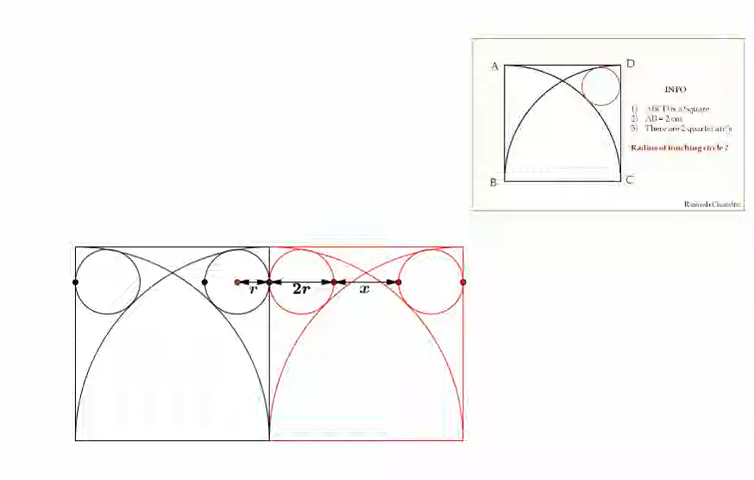 A
D
INFO
1) ABCD is a Square
2) AB = 2 cm
3) There are 2 quarter arc's
Radius of touching circle ?
B
C
r
2r
x